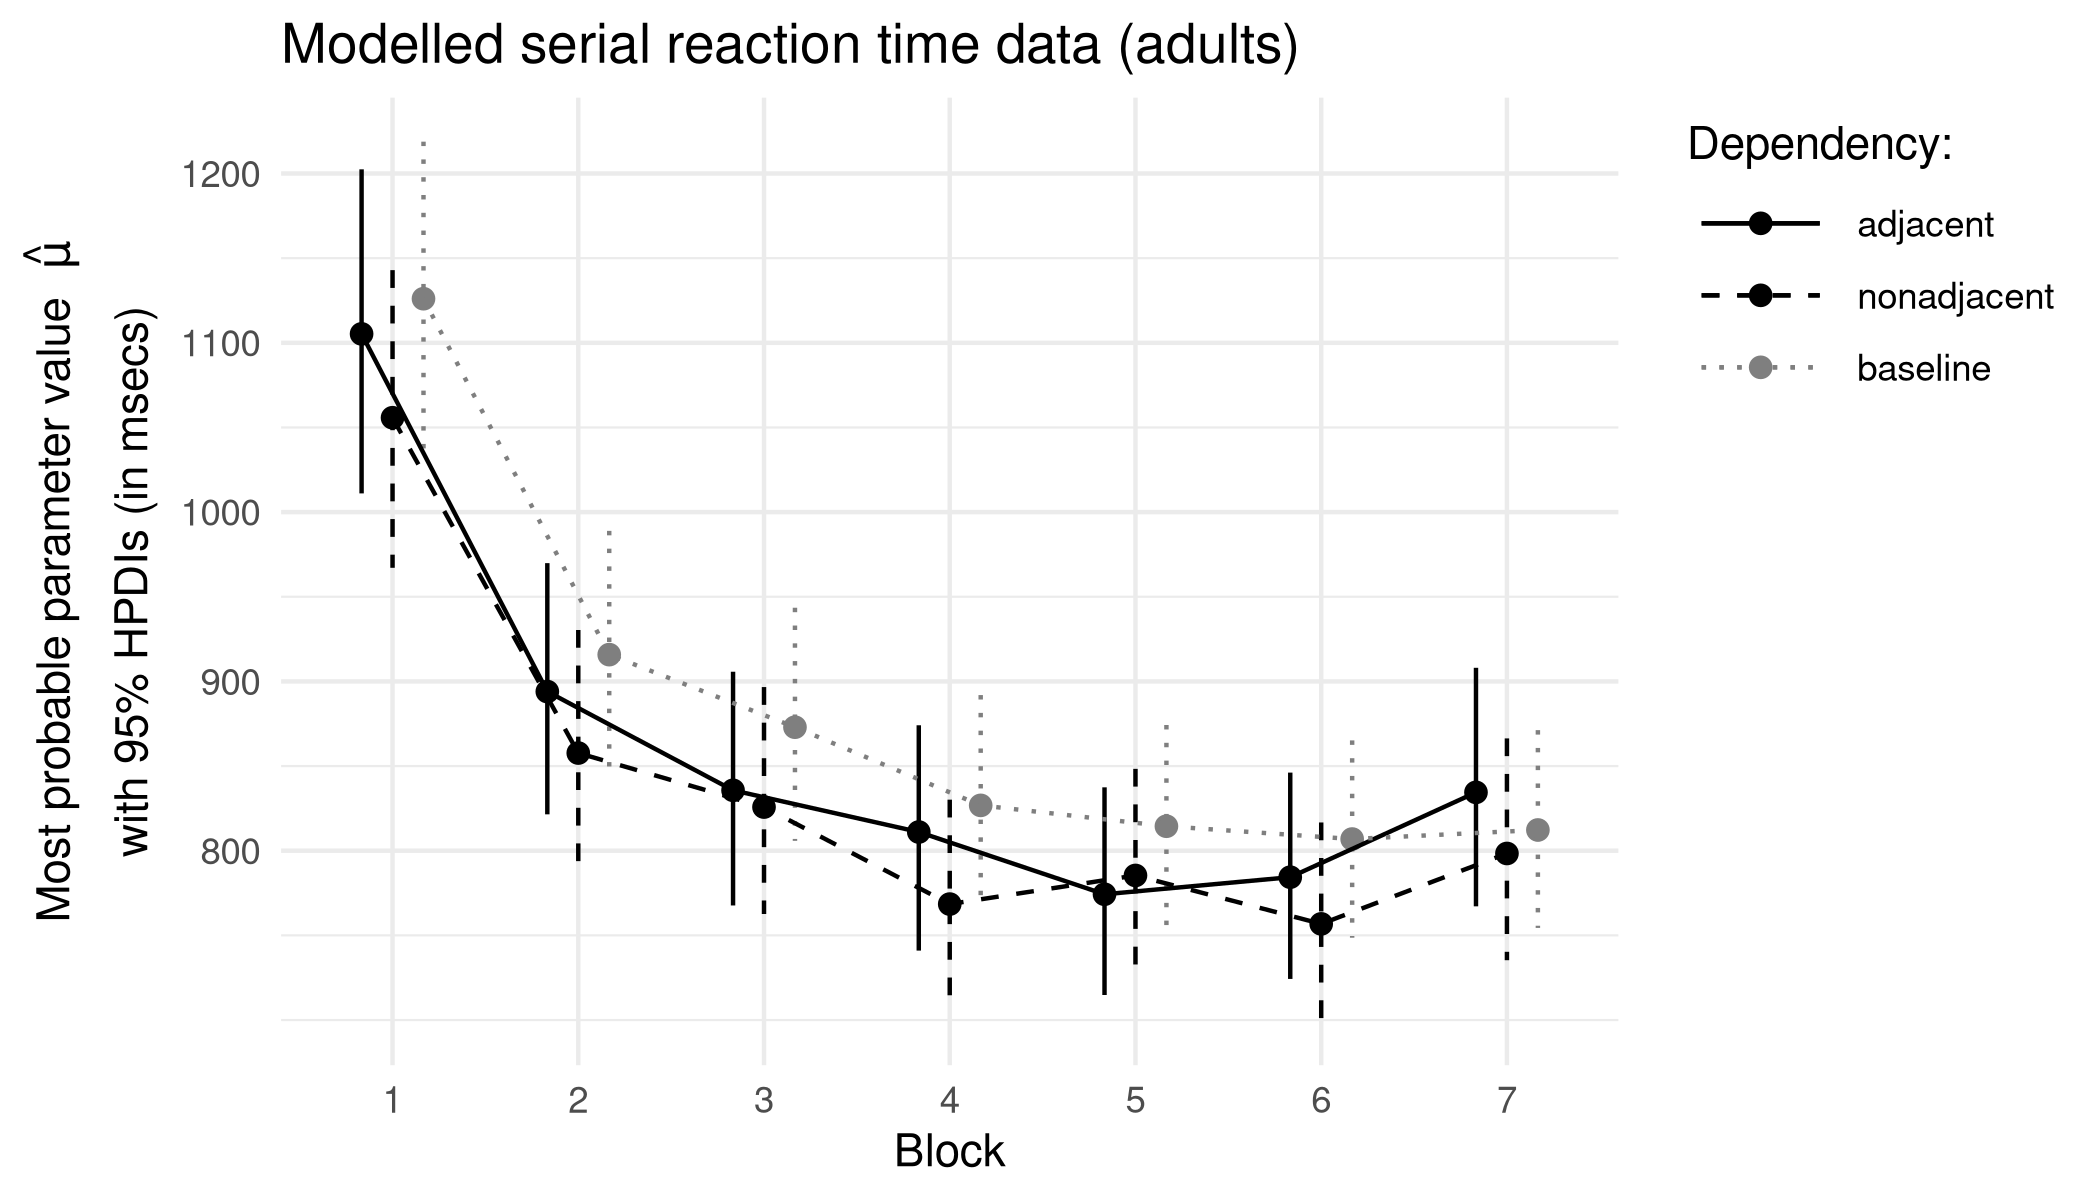 Modelled serial reaction time data (adults)
Most probable parameter value μ̂
with 95% HPDIs (in msecs)
1200
1100
1000
900
800
1 2 3 4 5 6 7
Block
Dependency:
adjacent
nonadjacent
baseline